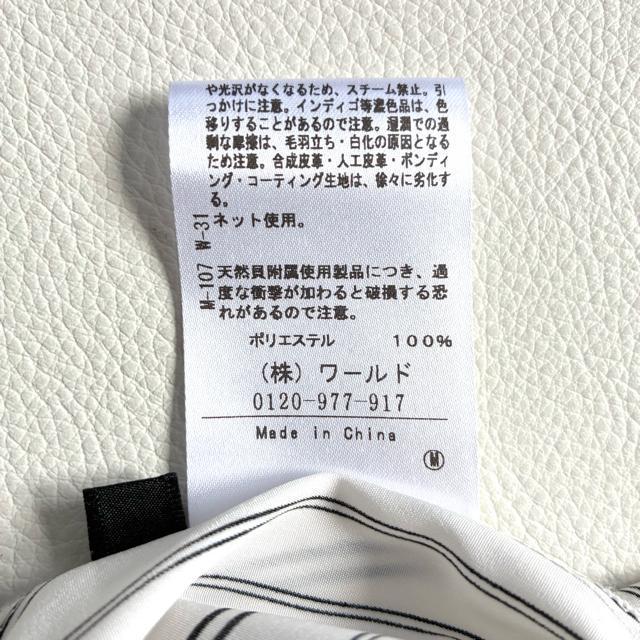 や光沢がなくなるため、スチーム禁止。引
っかけに注意。インディゴ等濃色品は、色
移りすることがあるので注意。湿潤での過
剰な摩擦は、毛羽立ち・白化の原因となる
ため注意。合成皮革・人工皮革・ボンディ
ング・コーティング生地は、徐々に劣化す
る。
ネット使用。
M-107 W-31
天然貝附属使用製品につき、過
度な衝撃が加わると破損する恐
れがあるので注意。
ポリエステル 100%
(株) ワールド
0120-977-917
Made in China
M